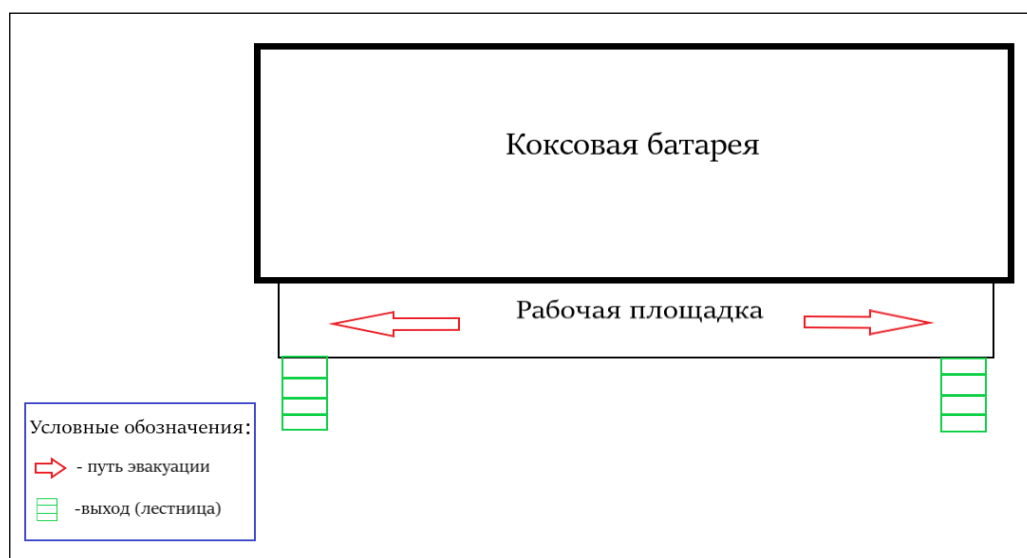 Коксовая батарея
Рабочая площадка
Условные обозначения:
- путь эвакуации
-выход (лестница)